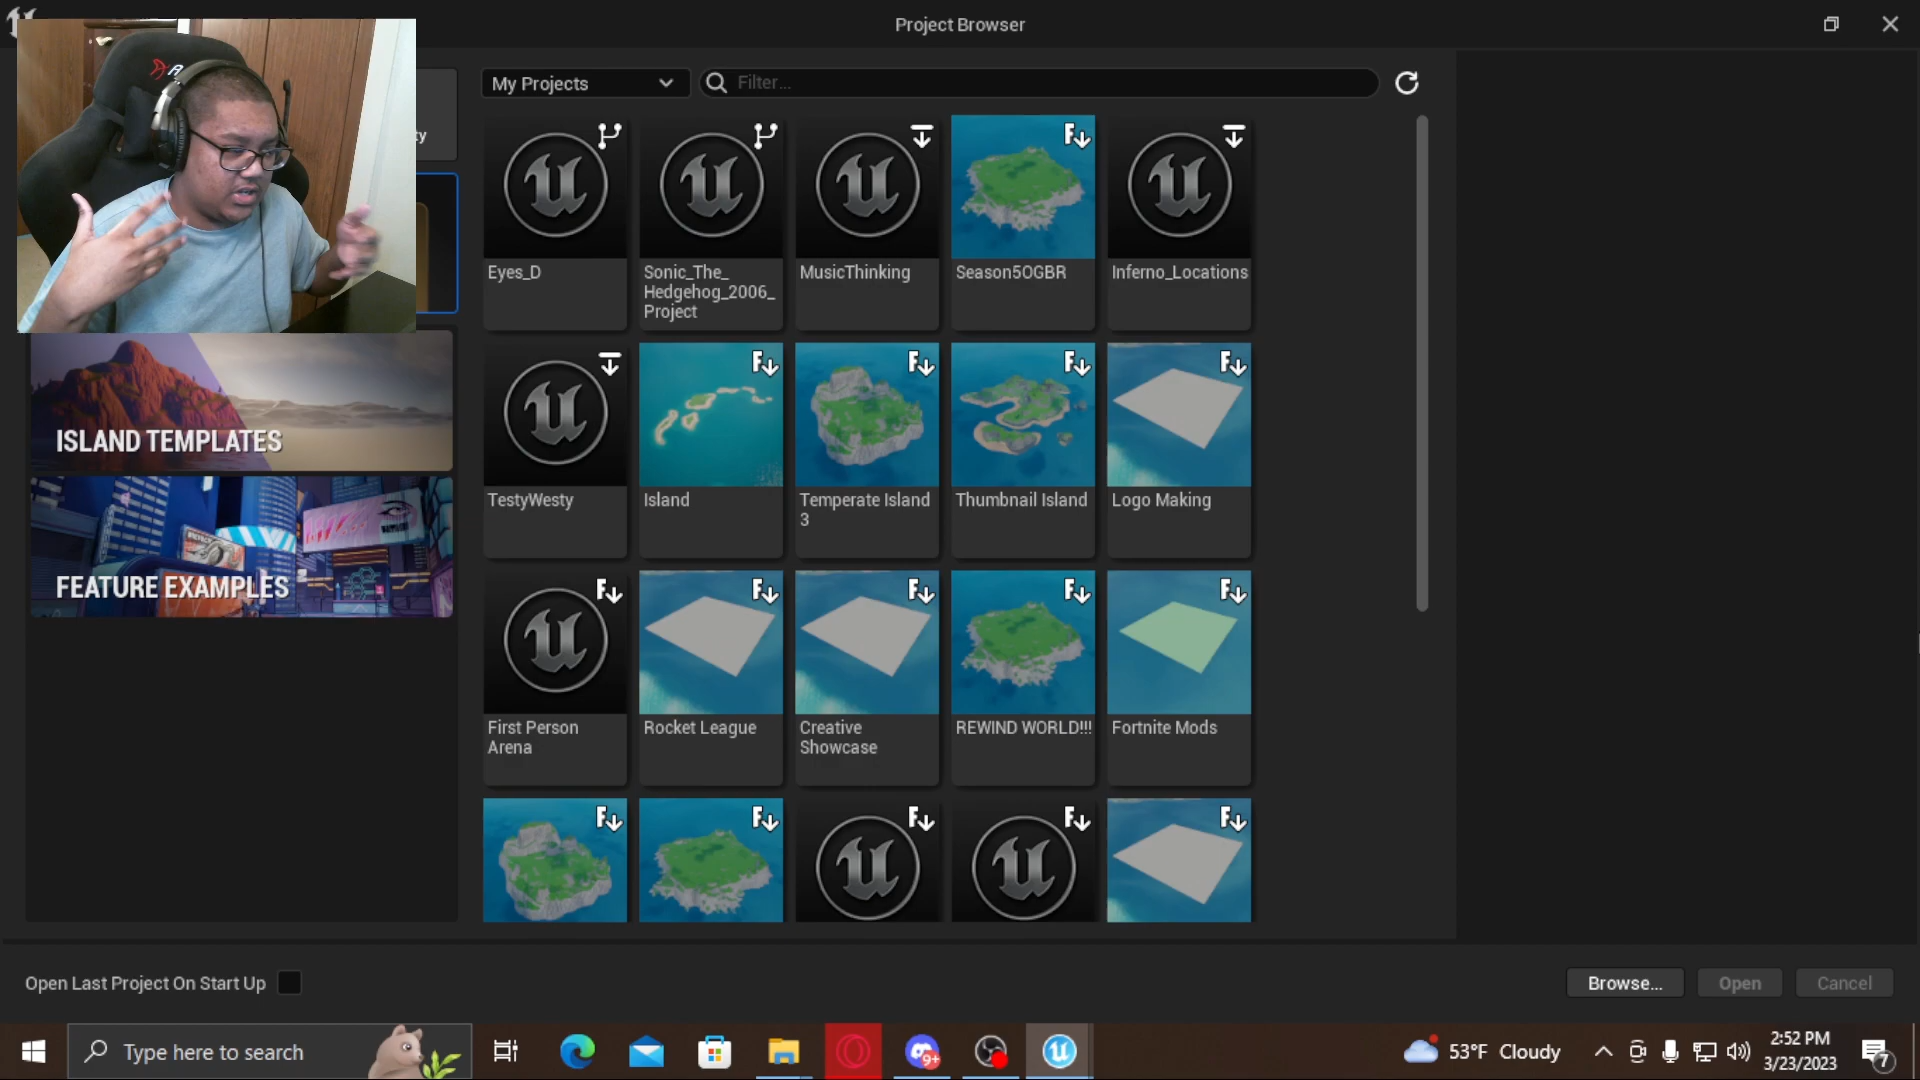 Project Browser
ty
My Projects
Filter...
Eyes_D
Sonic_The_
Hedgehog_2006_
Project
MusicThinking
Season5OGBR
Inferno_Locations
ISLAND TEMPLATES
TestyWesty
Island
Temperate Island
3
Thumbnail Island
Logo Making
FEATURE EXAMPLES
First Person
Arena
Rocket League
Creative
Showcase
REWIND WORLD!!!
Fortnite Mods
Open Last Project On Start Up
Browse...
Open
Cancel
Type here to search
9+
53°F Cloudy
2:52 PM
3/23/2023
7